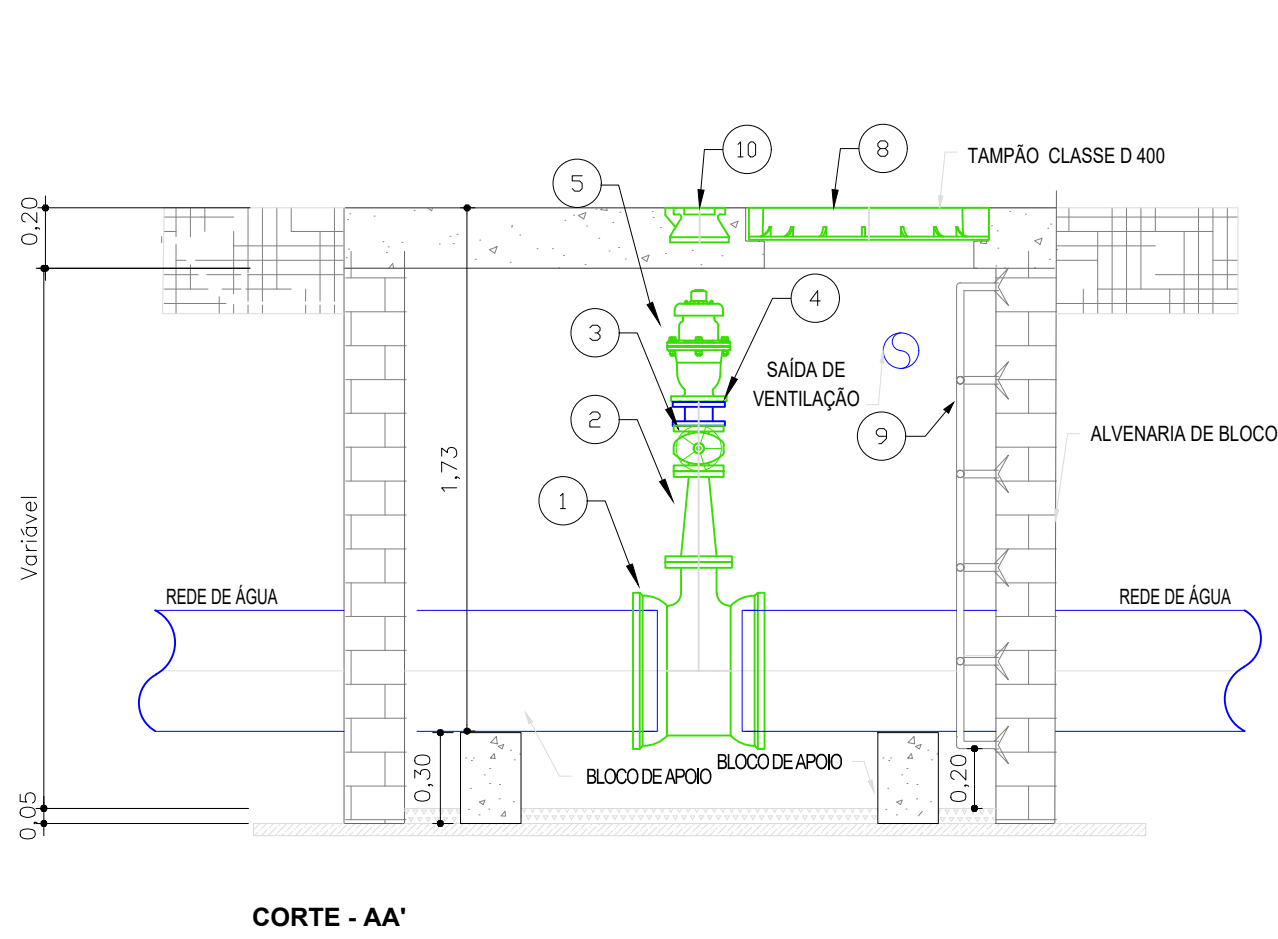 10
8
TAMPÃO CLASSE D 400
5
0,20
4
3
SAÍDA DE
VENTILAÇÃO
2
9
ALVENARIA DE BLOCO
1,73
1
Variável
REDE DE ÁGUA
REDE DE ÁGUA
BLOCO DE APOIO
BLOCO DE APOIO
0,30
0,20
0,05
CORTE - AA'